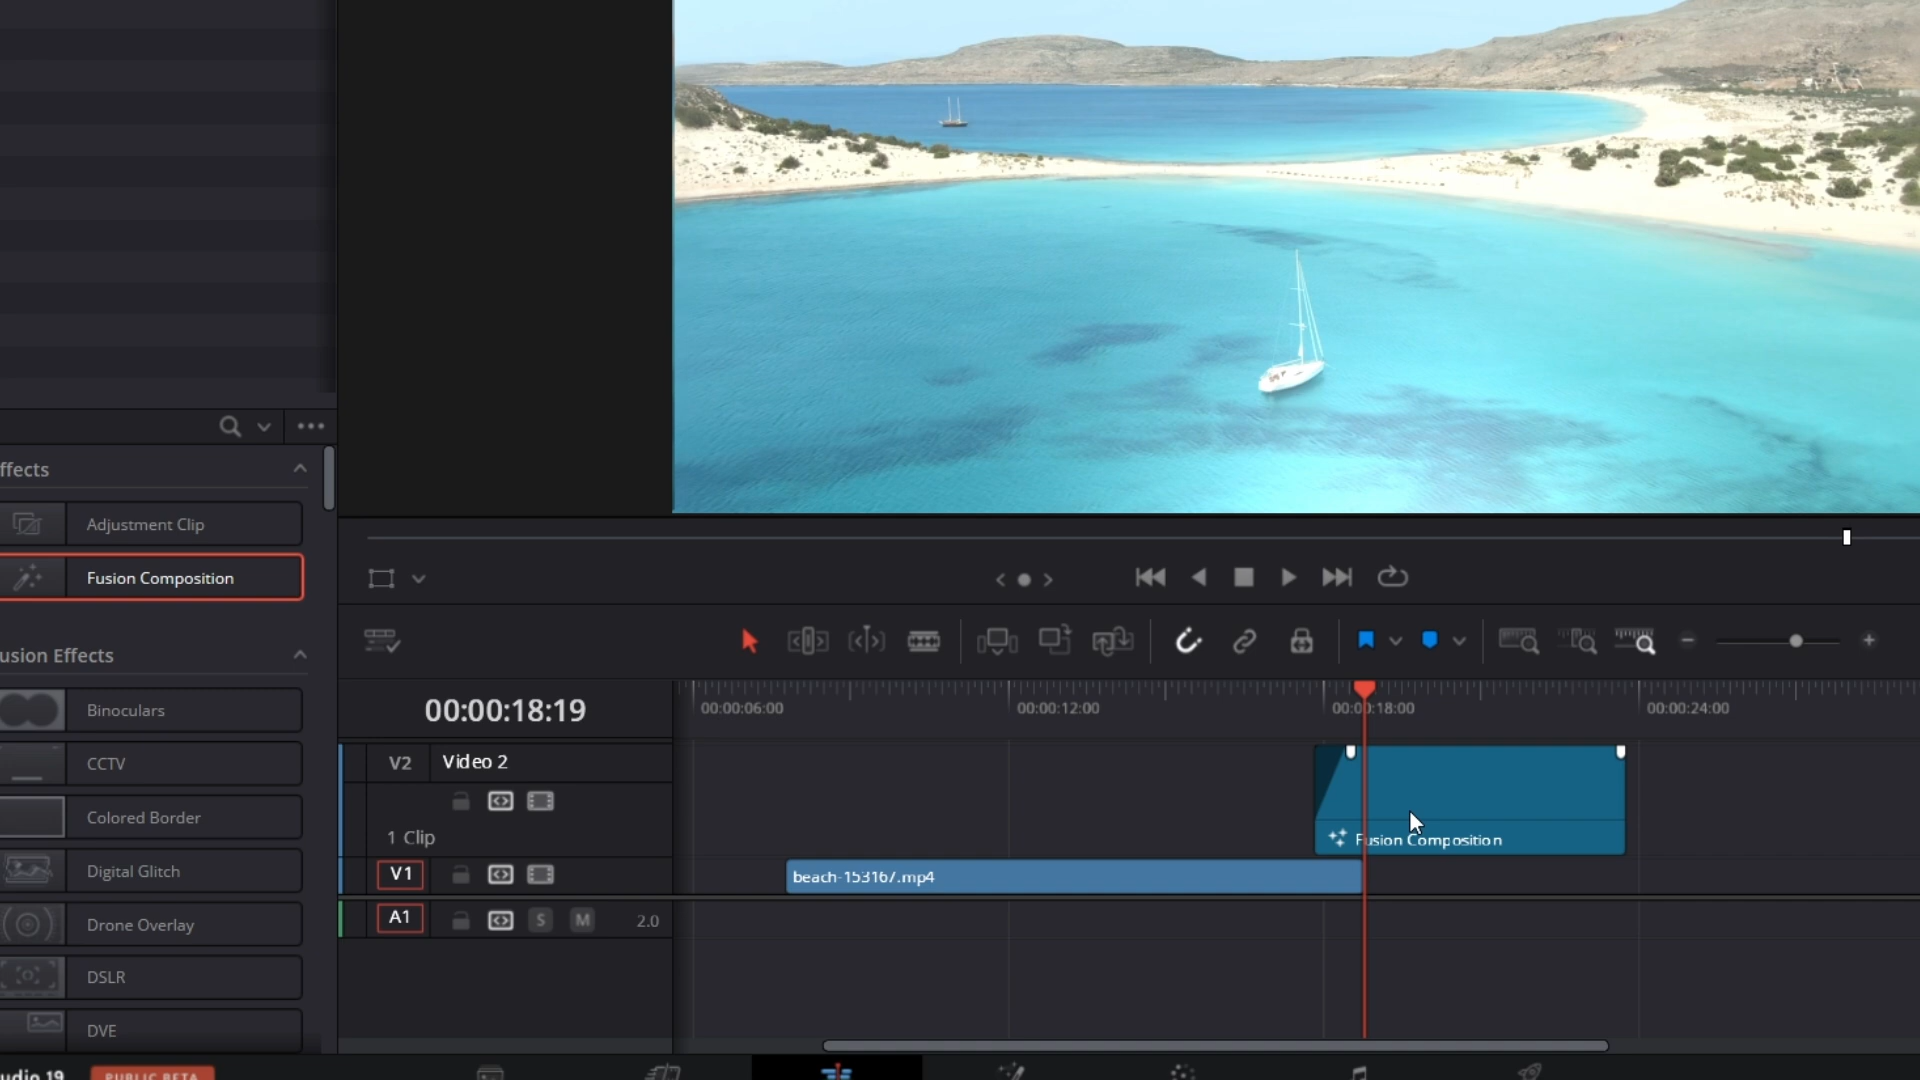 ffects
Adjustment Clip
Fusion Composition
usion Effects
Binoculars
CCTV
Colored Border
Digital Glitch
Drone Overlay
DSLR
DVE
udio 19
PUBLIC BETA
00:00:18:19
00:00:06:00
00:00:12:00
00:00:18:00
00:00:24:00
V2
Video 2
1 Clip
Fusion Composition
V1
beach-153167.mp4
A1
S
M
2.0